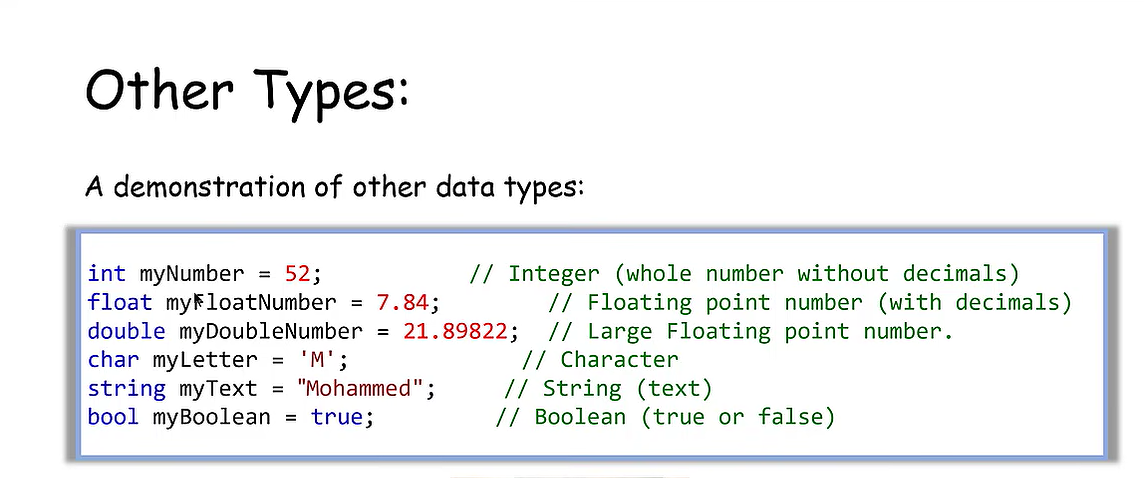 Other Types:
A demonstration of other data types:
int myNumber = 52; // Integer (whole number without decimals)
float myFloatNumber = 7.84; // Floating point number (with decimals)
double myDoubleNumber = 21.89822; // Large Floating point number.
char myLetter = 'M'; // Character
string myText = "Mohammed"; // String (text)
bool myBoolean = true; // Boolean (true or false)